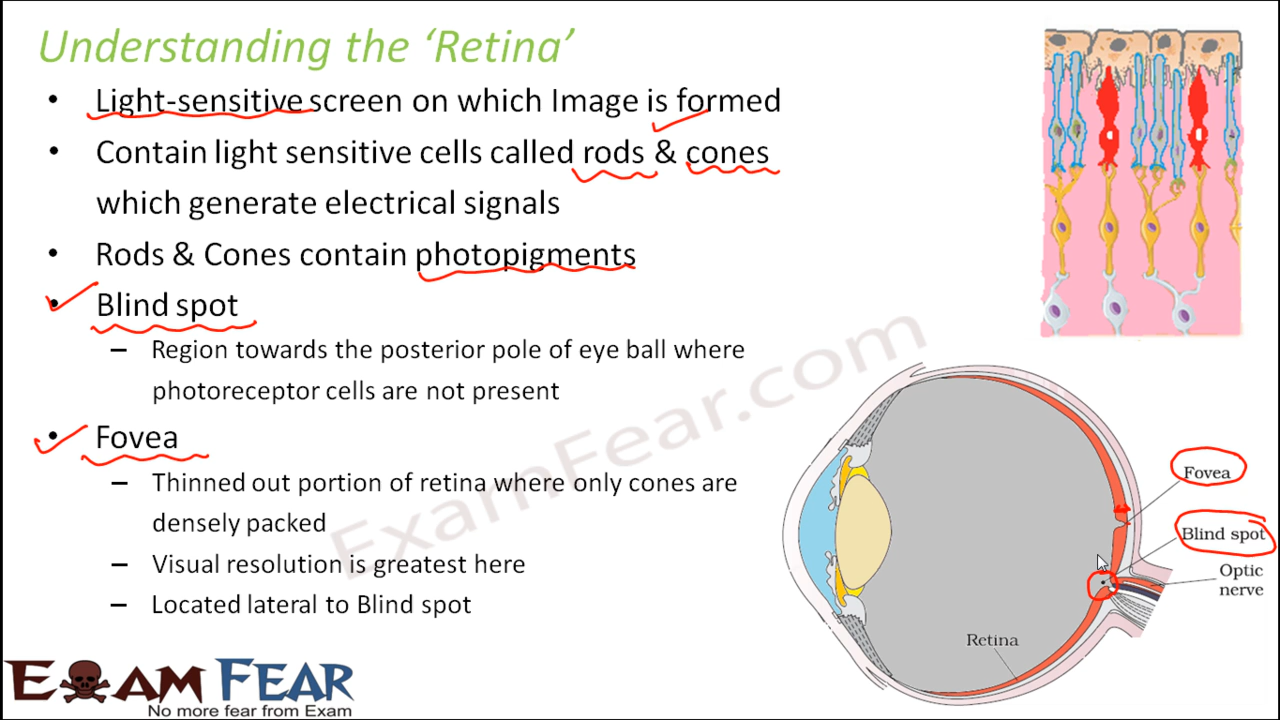 Understanding the ‘Retina’
• Light-sensitive screen on which Image is formed
• Contain light sensitive cells called rods & cones
which generate electrical signals
• Rods & Cones contain photopigments
• Blind spot
– Region towards the posterior pole of eye ball where
photoreceptor cells are not present
• Fovea
– Thinned out portion of retina where only cones are
densely packed
– Visual resolution is greatest here
– Located lateral to Blind spot
ExamFear.com
Fovea
Blind spot
Optic
nerve
Retina
EXAM FEAR
No more fear from Exam